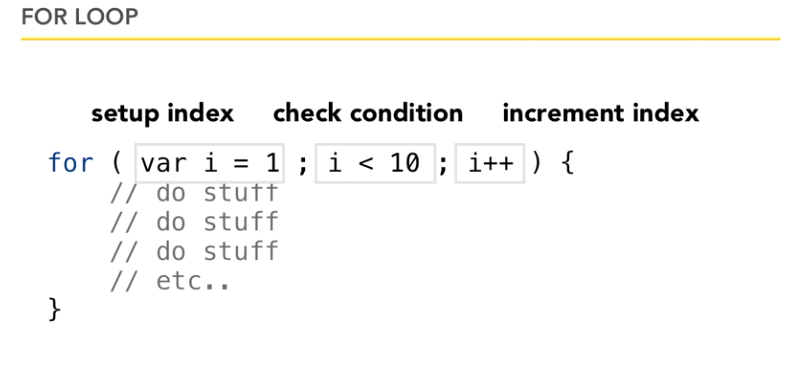 FOR LOOP
setup index check condition increment index
for ( var i = 1 ; i < 10 ; i++ ) {
// do stuff
// do stuff
// do stuff
// etc..
}